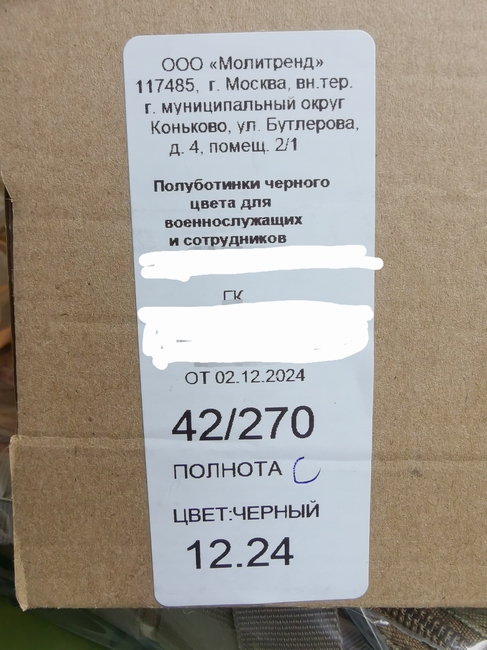 ООО «Молитренд»
117485, г. Москва, вн.тер.
г. муниципальный округ
Коньково, ул. Бутлерова,
д. 4, помещ. 2/1
Полуботинки черного
цвета для
военнослужащих
и сотрудников
ГК
ОТ 02.12.2024
42/270
ПОЛНОТА С
ЦВЕТ:ЧЕРНЫЙ
12.24